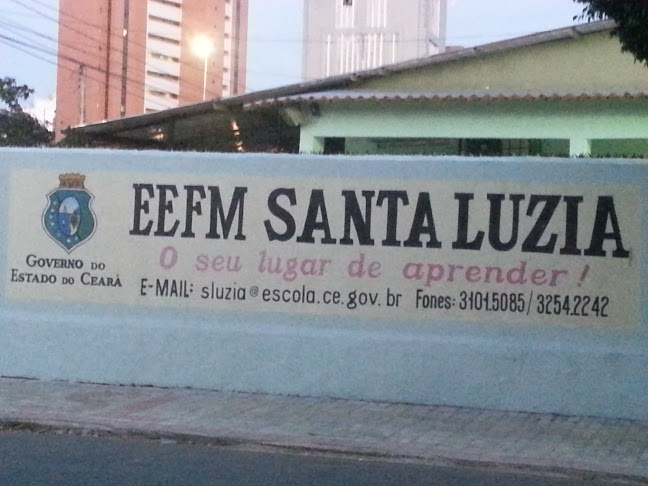 EEFM SANTA LUZIA
O seu lugar de aprender!
GOVERNO DO
ESTADO DO CEARÁ
E-MAIL: sluzia@escola.ce.gov.br Fones: 3101.5085/3254.2242